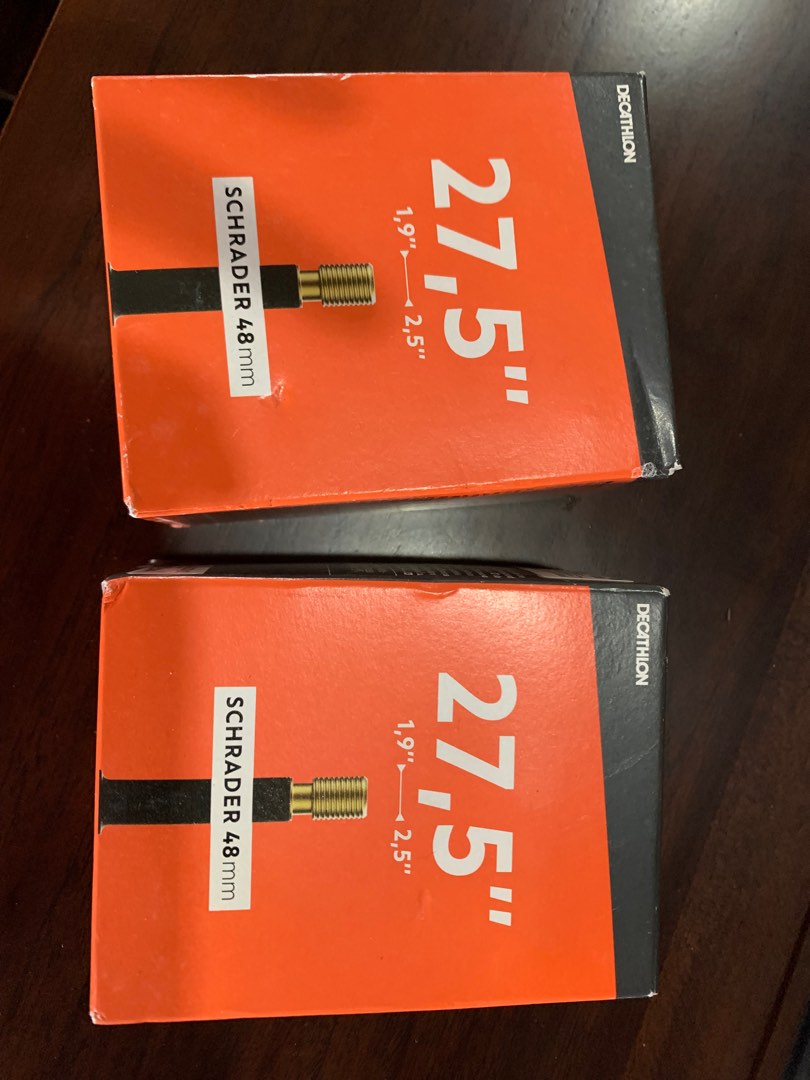 DECATHLON
27,5"
1,9" 2,5"
SCHRADER 48mm
DECATHLON
27,5"
1,9" 2,5"
SCHRADER 48mm